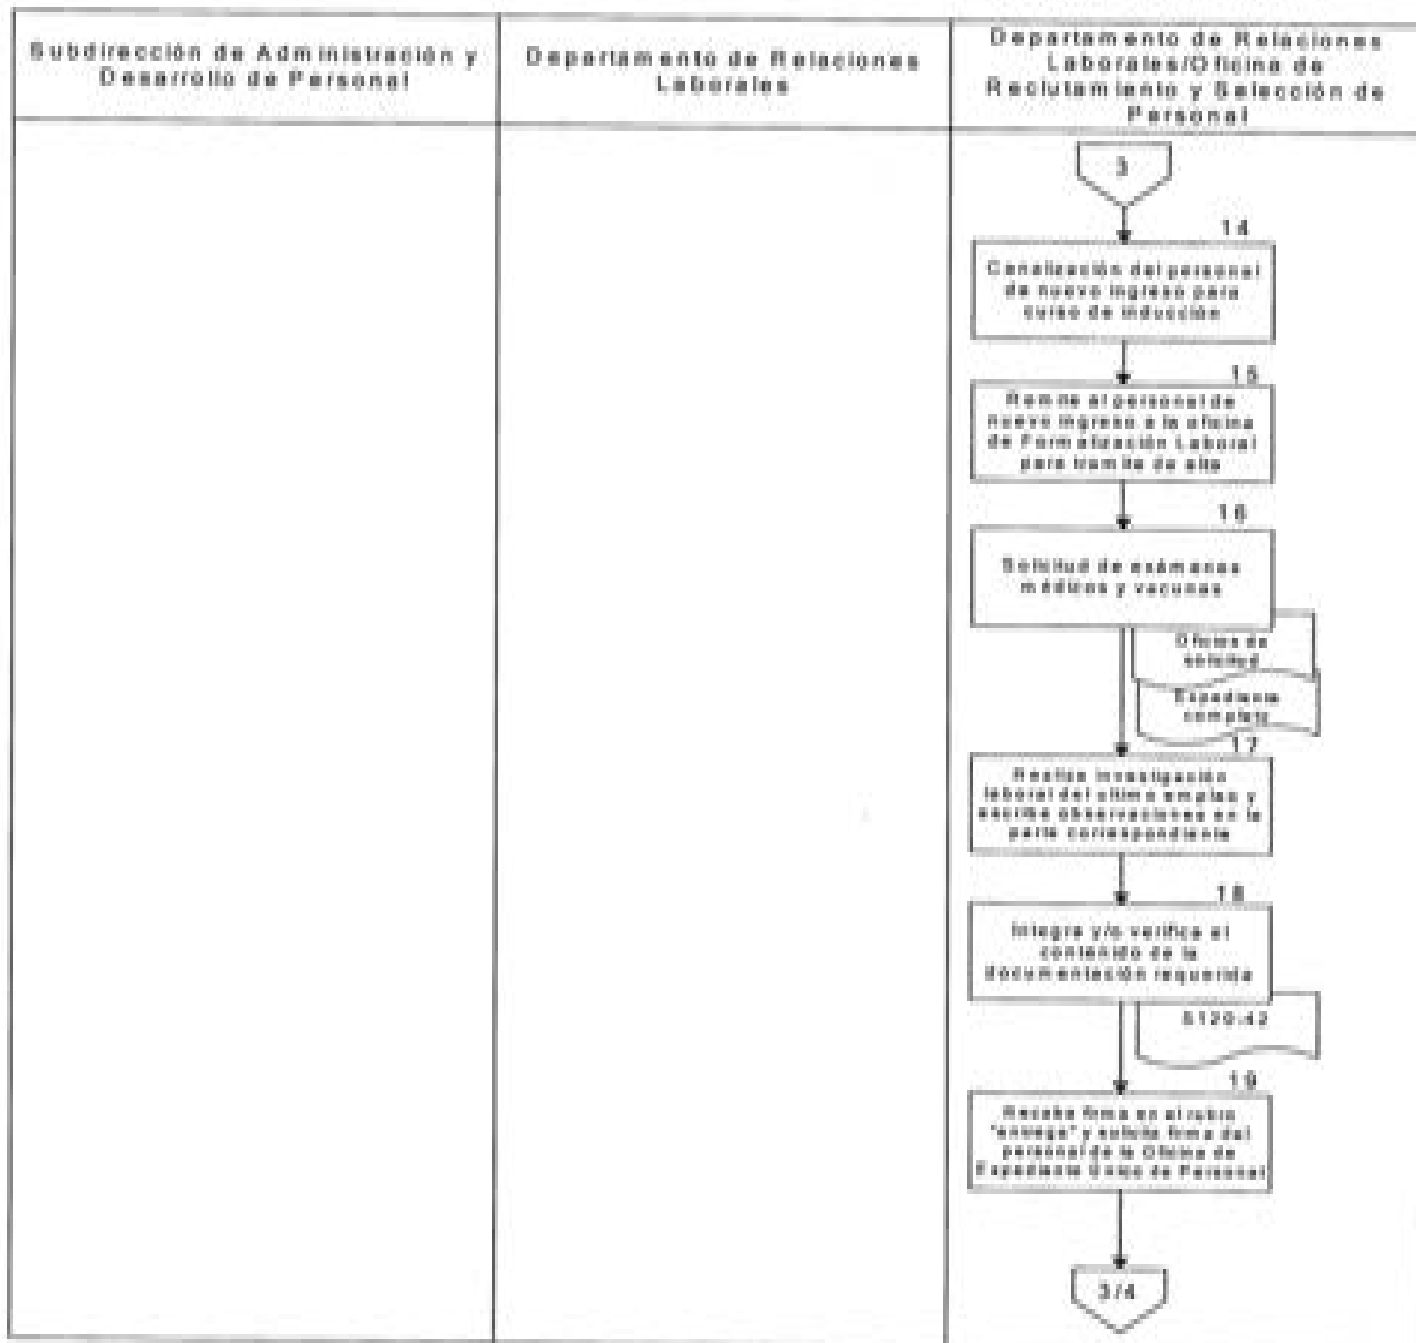 Subdirección de Administración y
Desarrollo de Personal
Departamento de Relaciones
Laborales
Departamento de Relaciones
Laborales/Oficina de
Reclutamiento y Selección de
Personal
3
14
Canalización del personal
de nuevo ingreso para
curso de inducción
15
Remite al personal de
nuevo ingreso a la oficina
de Formalización Laboral
para tramite de alta
16
Solicitud de exámenes
médicos y vacunas
Oficios de
solicitud
Expediente
completo
17
Realiza investigación
laboral del ultimo empleo y
escribe observaciones en la
parte correspondiente
18
Integra y/o verifica el
contenido de la
documentación requerida
5120-42
19
Recaba firma en el rubro
"entrega" y solicita firma del
personal de la Oficina de
Expediente Único de Personal
3/4